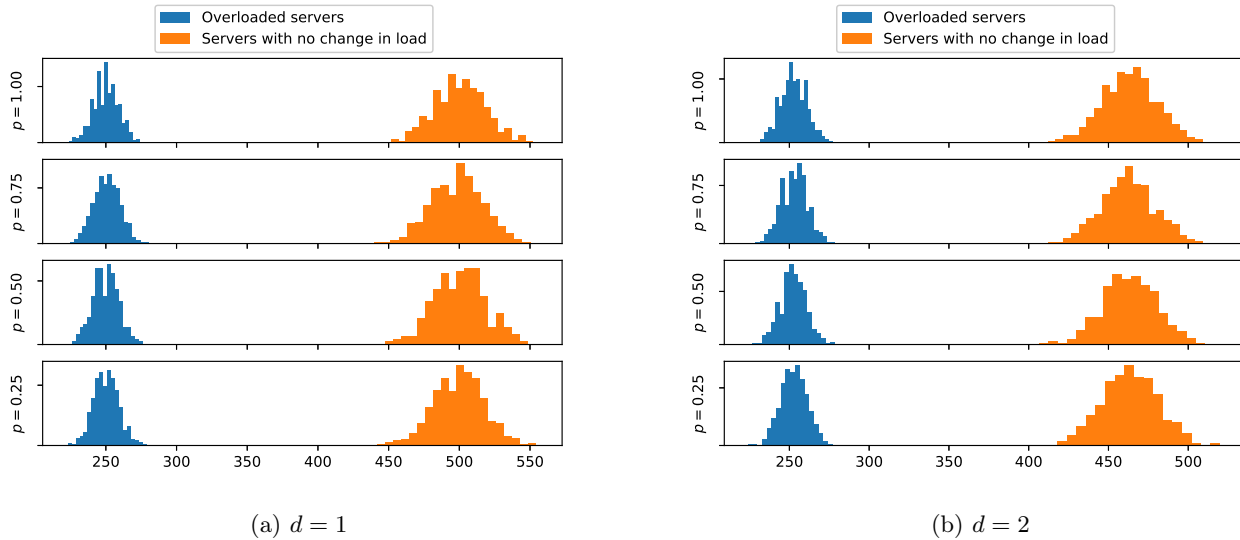 Overloaded servers
Servers with no change in load
p = 1.00
p = 0.75
p = 0.50
p = 0.25
250 300 350 400 450 500 550
(a) d = 1
Overloaded servers
Servers with no change in load
p = 1.00
p = 0.75
p = 0.50
p = 0.25
250 300 350 400 450 500
(b) d = 2